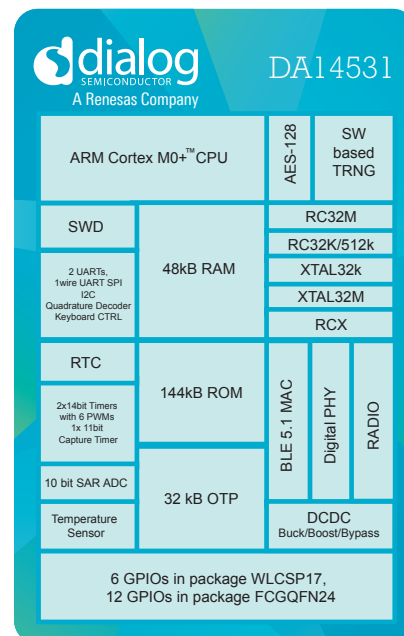 dialog
SEMICONDUCTOR
A Renesas Company
DA14531
ARM Cortex M0+™CPU
AES-128
SW
based
TRNG
SWD
2 UARTs,
1wire UART SPI
I2C
Quadrature Decoder
Keyboard CTRL
48kB RAM
RC32M
RC32K/512k
XTAL32k
XTAL32M
RCX
RTC
2x14bit Timers
with 6 PWMs
1x 11bit
Capture Timer
10 bit SAR ADC
Temperature
Sensor
144kB ROM
32 kB OTP
BLE 5.1 MAC
Digital PHY
RADIO
DCDC
Buck/Boost/Bypass
6 GPIOs in package WLCSP17,
12 GPIOs in package FCGQFN24